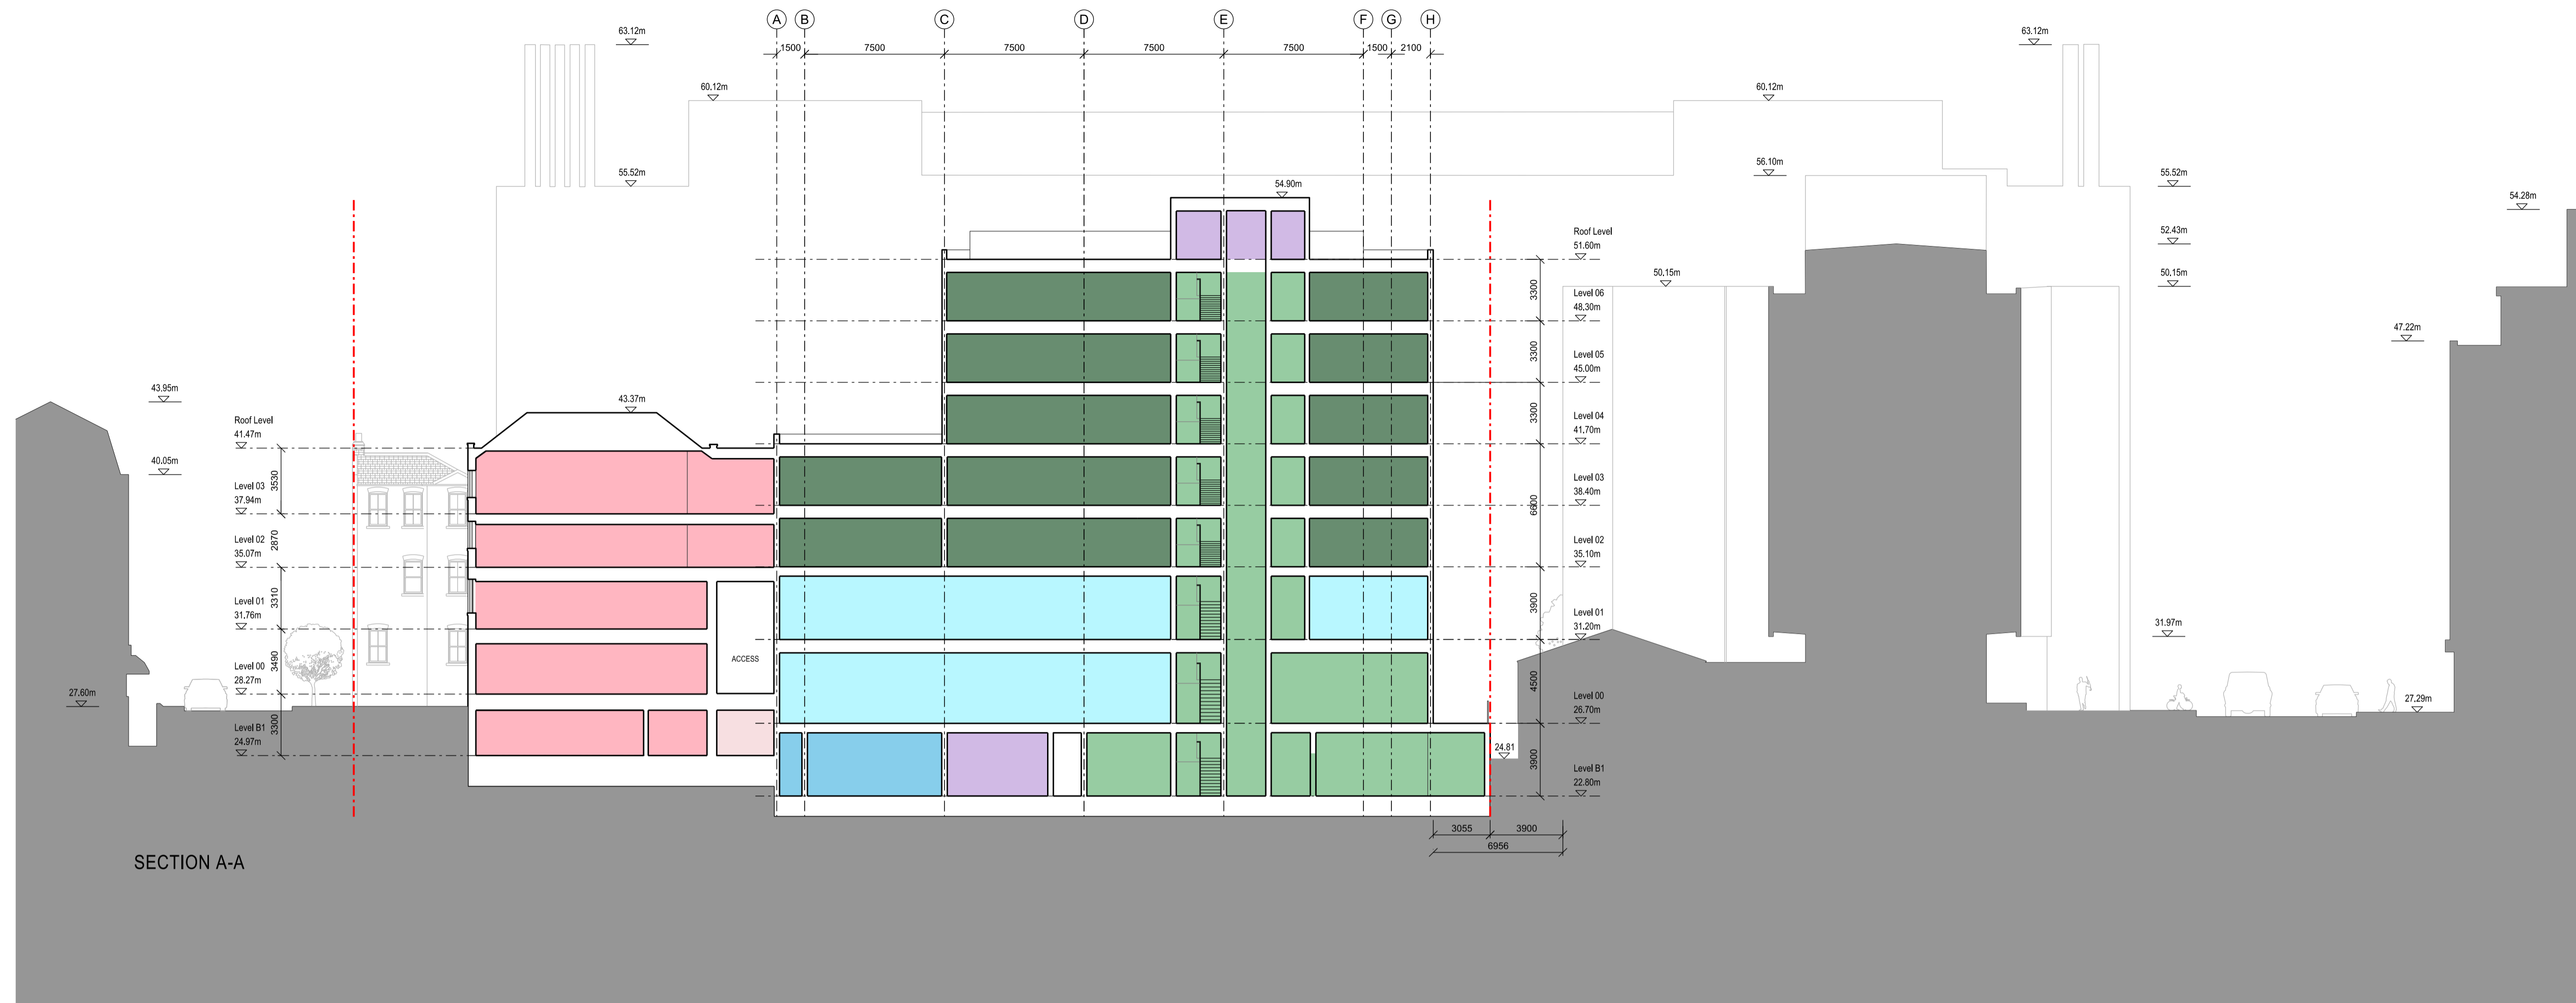 A B C D E F G H
63.12m 63.12m
1500 7500 7500 7500 7500 1500 2100
60.12m 60.12m
55.52m 56.10m 55.52m
54.90m
54.28m
Roof Level
51.60m
52.43m
50.15m 50.15m
3300
Level 06
48.30m
47.22m
3300
Level 05
45.00m
43.95m
43.37m
3300
Level 04
41.70m
Roof Level
41.47m
40.05m
3530
Level 03
37.94m
Level 03
38.40m
6600
2870
Level 02
35.07m
Level 02
35.10m
3310
Level 01
31.76m
3900
Level 01
31.20m
31.97m
3490
ACCESS
Level 00
28.27m
27.60m
4500
Level 00
26.70m
27.29m
3300
Level B1
24.97m
24.81
3900
Level B1
22.80m
3055 3900
6956
SECTION A-A